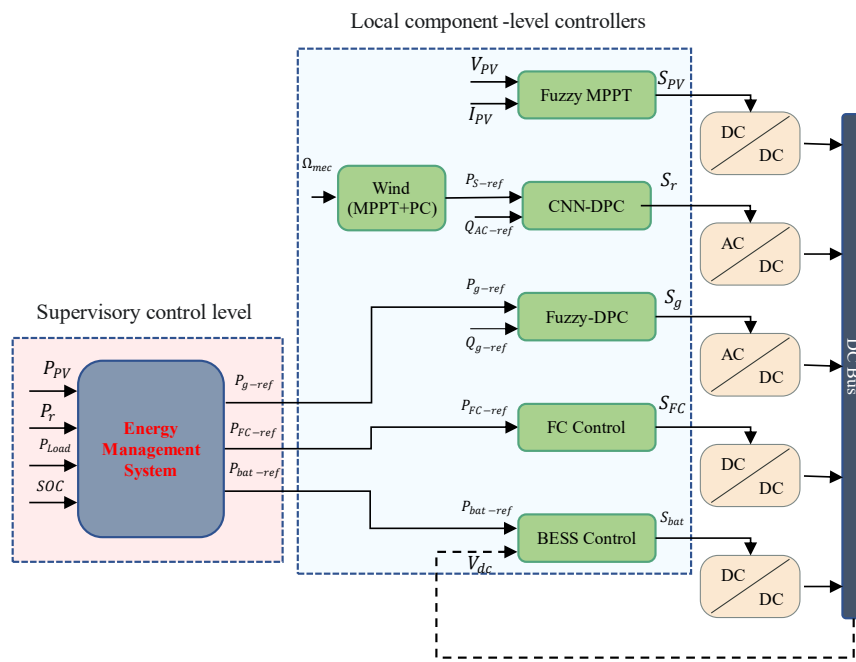 Local component -level controllers
V_PV
I_PV
Fuzzy MPPT
S_PV
DC
DC
Ω_mec
Wind
(MPPT+PC)
P_S−ref
Q_AC−ref
CNN-DPC
S_r
AC
DC
P_g−ref
Q_g−ref
Fuzzy-DPC
S_g
AC
DC
DC Bus
Supervisory control level
P_PV
P_r
P_Load
SOC
Energy
Management
System
P_g−ref
P_FC−ref
P_bat−ref
P_FC−ref
FC Control
S_FC
DC
DC
P_bat−ref
V_dc
BESS Control
S_bat
DC
DC